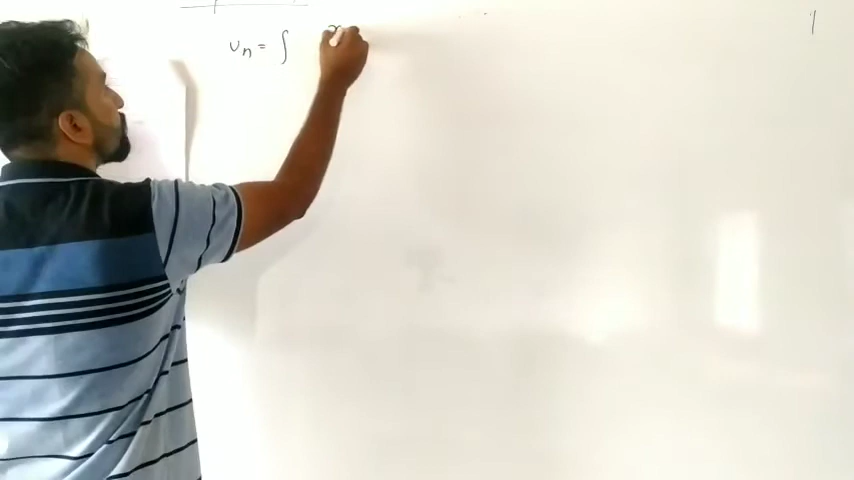 Un = ∫ x